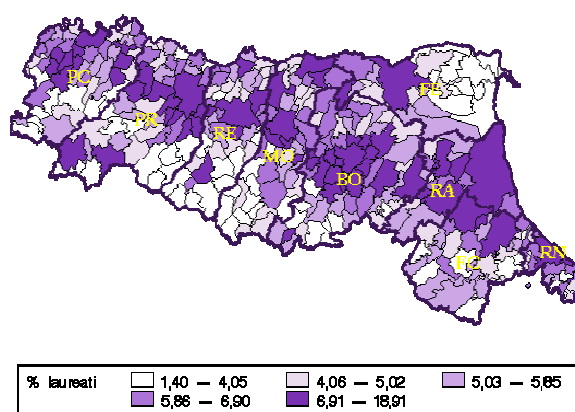 PC
PR
RE
MO
BO
FE
RA
FC
RN
% laureati 1,40 — 4,05 4,06 — 5,02 5,03 — 5,85
5,86 — 6,90 6,91 — 18,91